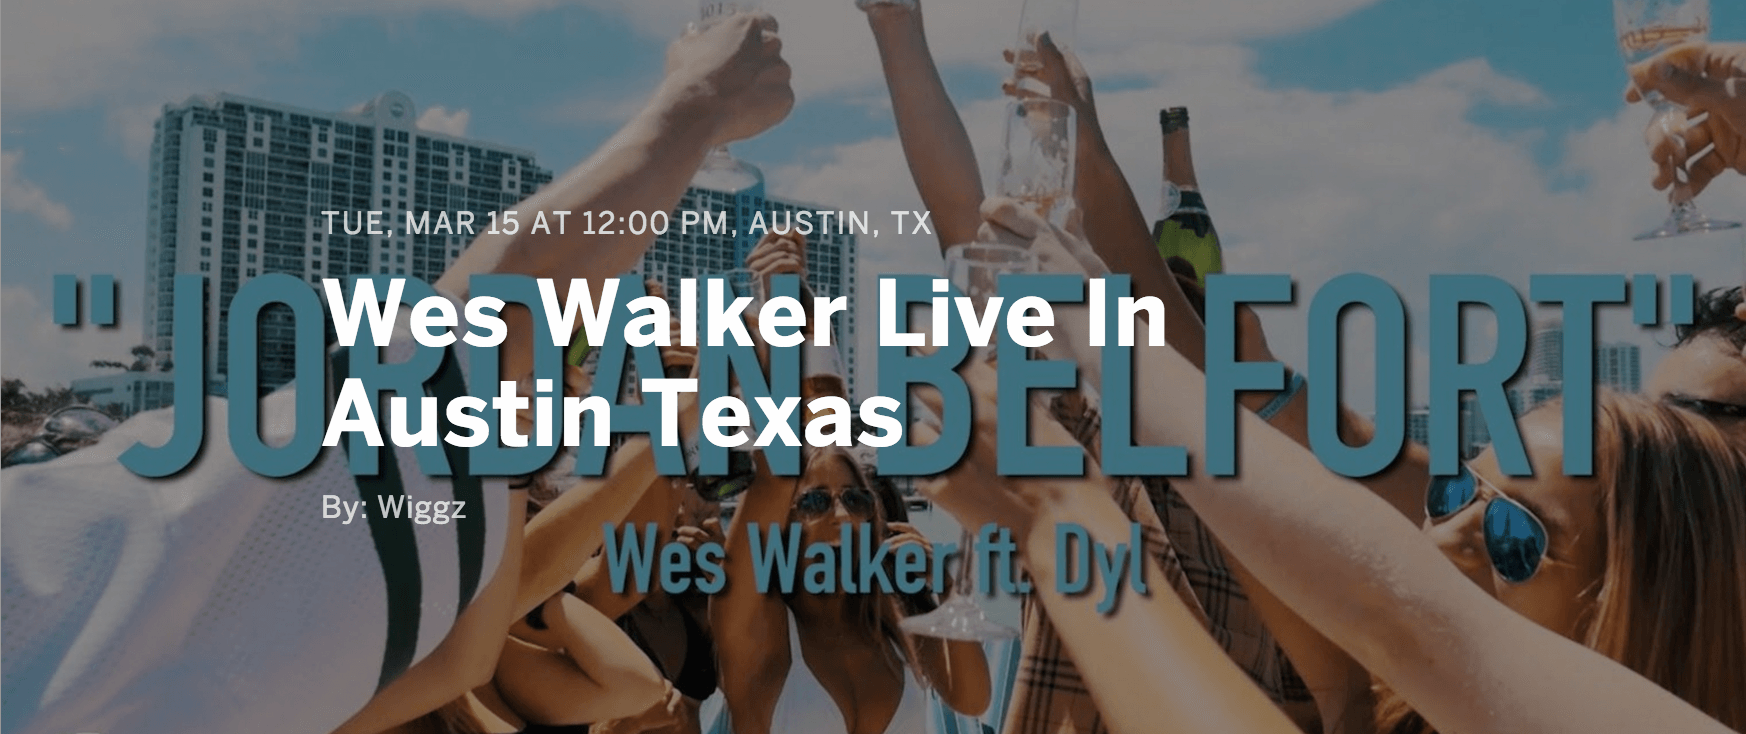 TUE, MAR 15 AT 12:00 PM, AUSTIN, TX
Wes Walker Live In
Austin Texas
By: Wiggz
"JORDAN BELFORT"
Wes Walker ft. Dyl